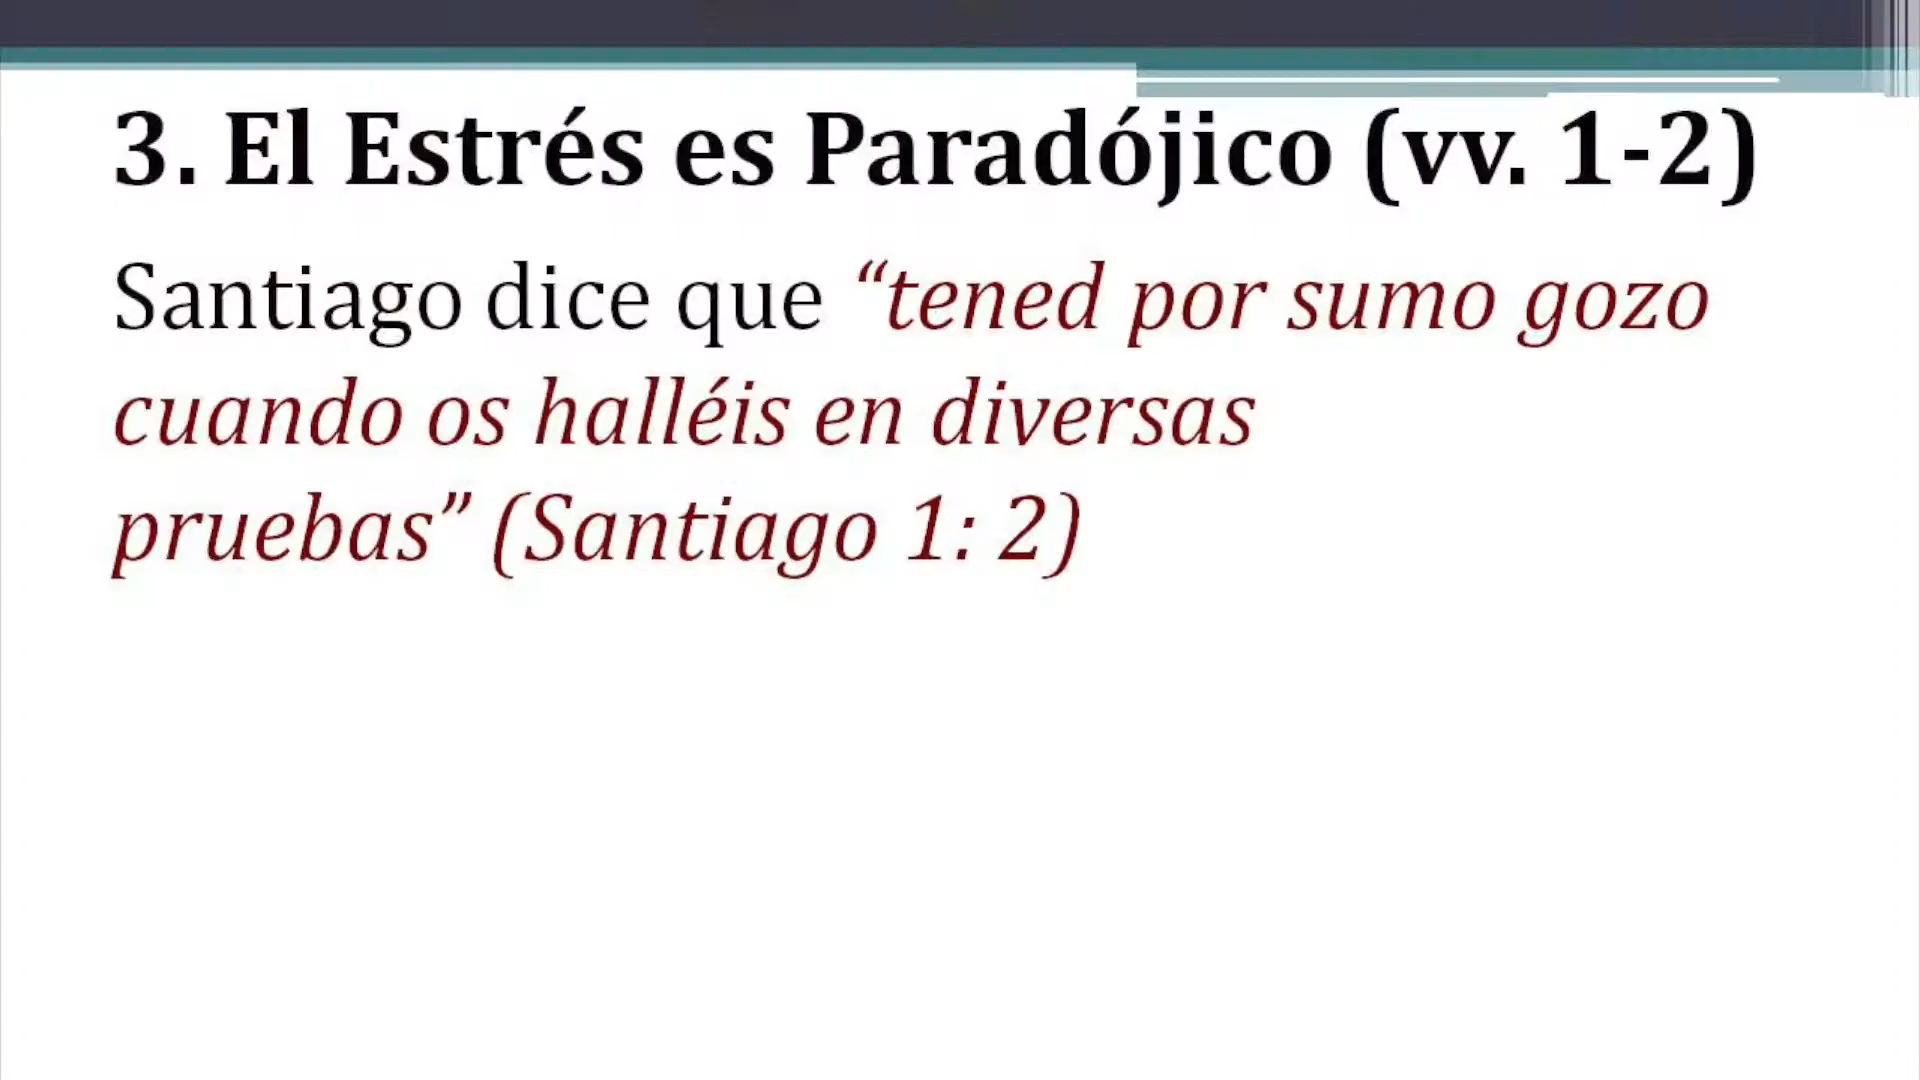 3. El Estrés es Paradójico (vv. 1-2)
Santiago dice que “tened por sumo gozo
cuando os halléis en diversas
pruebas” (Santiago 1: 2)